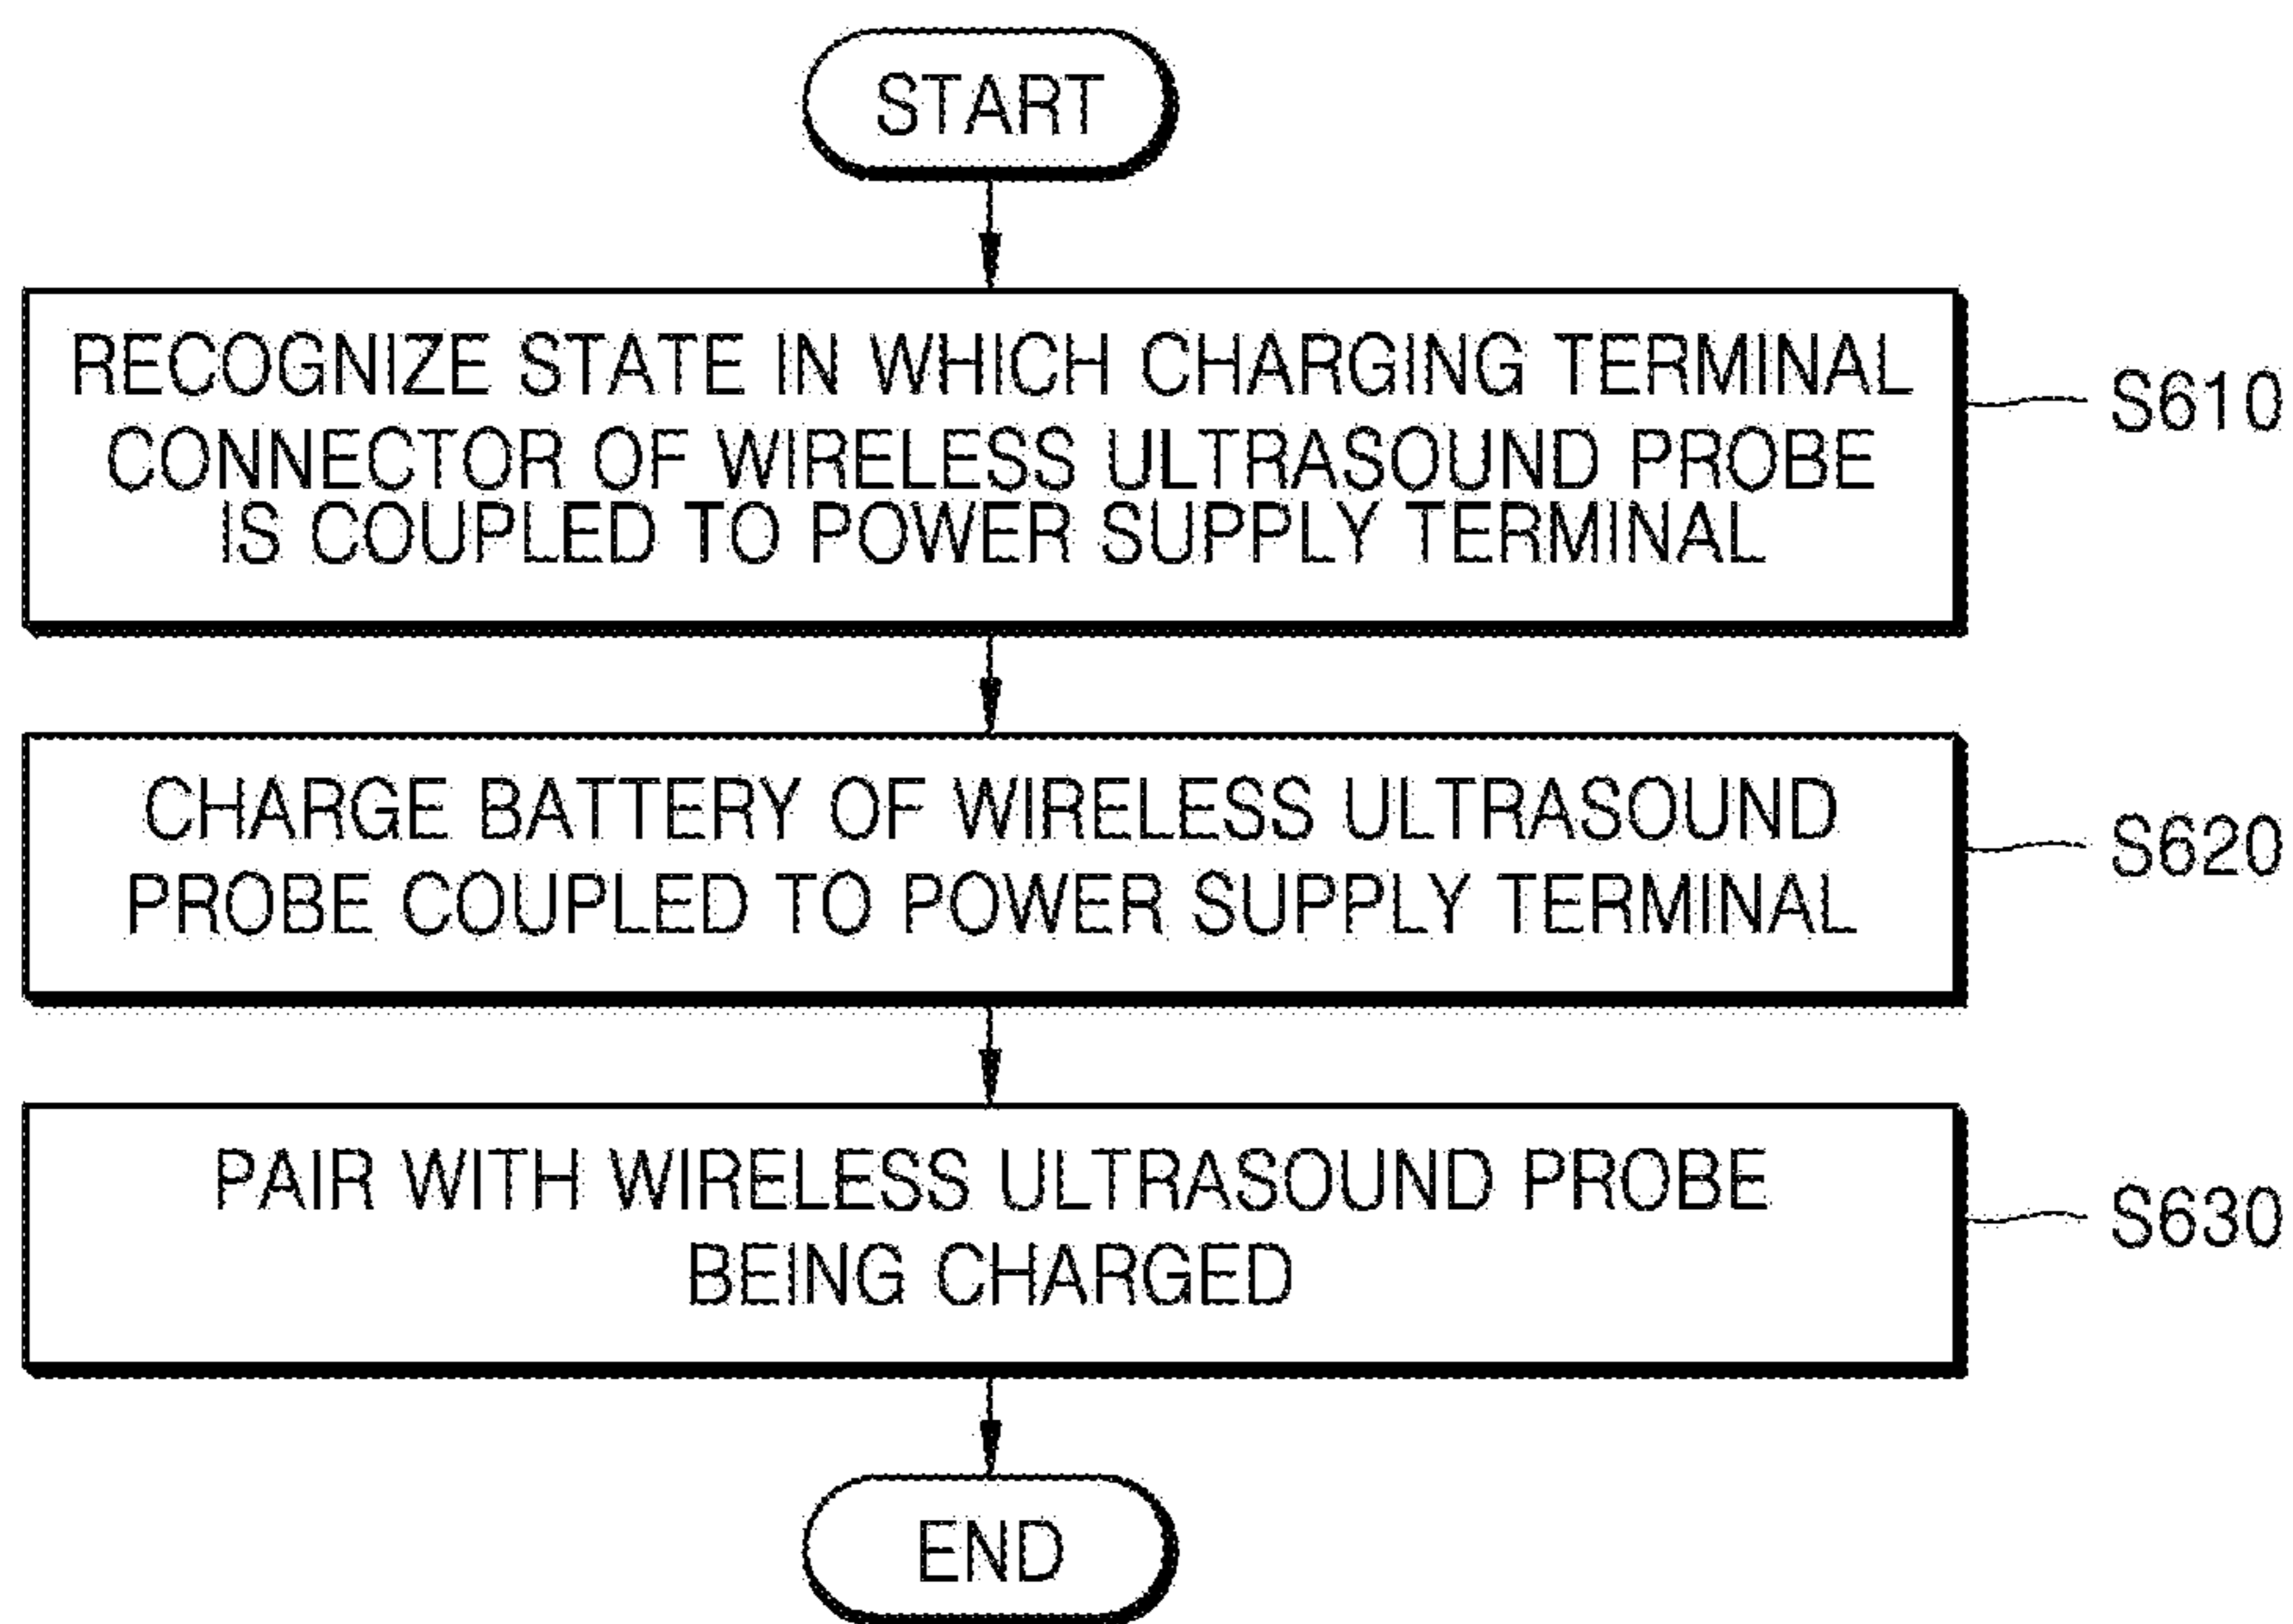 START
RECOGNIZE STATE IN WHICH CHARGING TERMINAL
CONNECTOR OF WIRELESS ULTRASOUND PROBE
IS COUPLED TO POWER SUPPLY TERMINAL
S610
CHARGE BATTERY OF WIRELESS ULTRASOUND
PROBE COUPLED TO POWER SUPPLY TERMINAL
S620
PAIR WITH WIRELESS ULTRASOUND PROBE
BEING CHARGED
S630
END